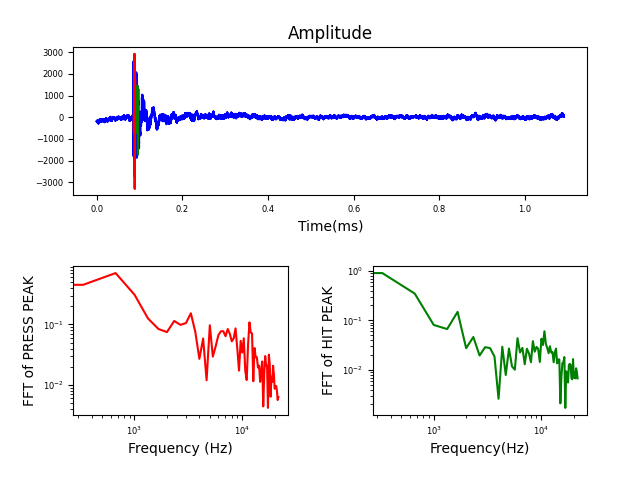 Amplitude
3000
2000
1000
0
−1000
−2000
−3000
0.0 0.2 0.4 0.6 0.8 1.0
Time(ms)
FFT of PRESS PEAK
10⁻¹
10⁻²
10³ 10⁴
Frequency (Hz)
FFT of HIT PEAK
10⁰
10⁻¹
10⁻²
10³ 10⁴
Frequency(Hz)